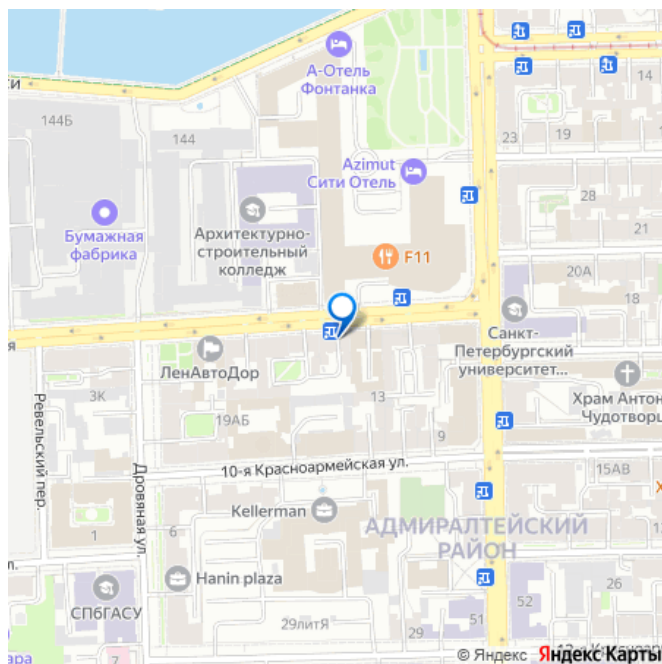 си
А-Отель
Фонтанка
14
144Б
144
23
19
Azimut
Сити Отель
28
Бумажная
фабрика
Архитектурно-
строительный
колледж
F11
21
20А
18
Санкт-
Петербургский
университет...
я
ЛенАвтоДор
Храм Антон
Чудотворц
3К
Ревельский пер.
19АБ
13
9
10-я Красноармейская ул.
15АВ
Х
Дровяная ул.
Kellerman
АДМИРАЛТЕЙСКИЙ
РАЙОН
1
6
л.
Hanin plaza
СПбГАСУ
29литЯ
26
52
51
29
ара
7
© Яндекс Яндекс Карты